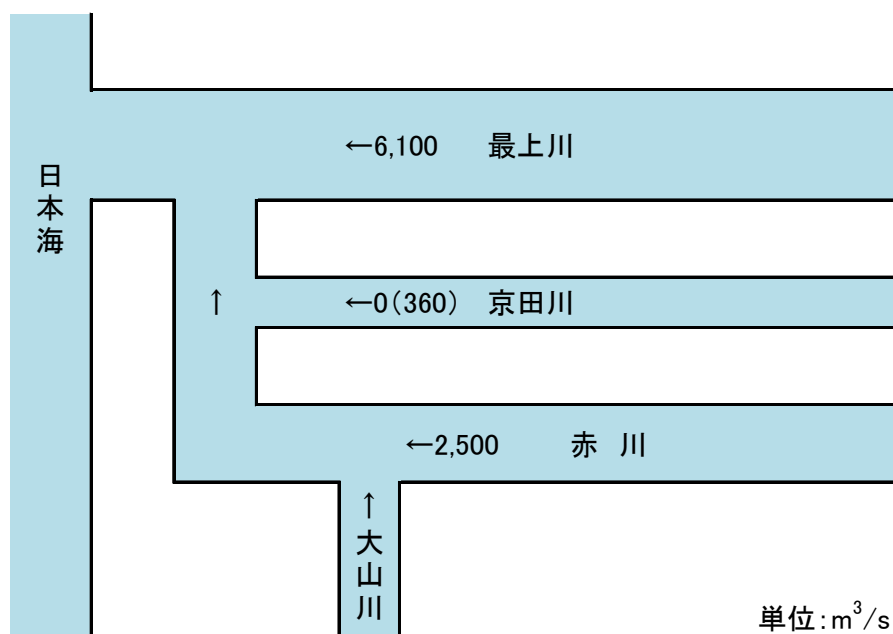 ←6,100 最上川
日本海
↑ ←0(360) 京田川
←2,500 赤 川
↑
大山川
単位:m³/s